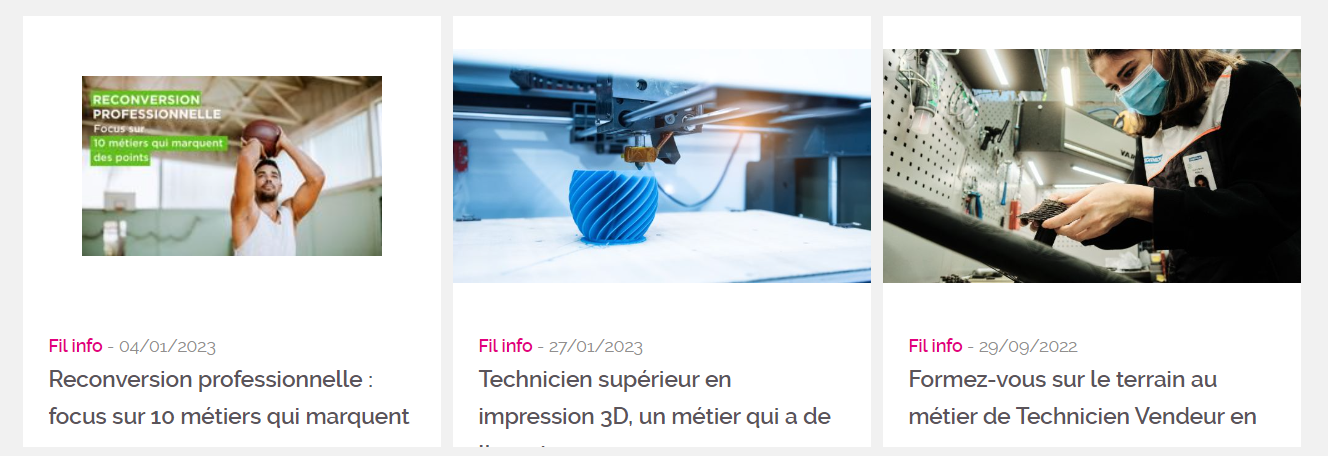 RECONVERSION
PROFESSIONNELLE
Focus sur
10 métiers qui marquent
des points
Fil info - 04/01/2023
Reconversion professionnelle :
focus sur 10 métiers qui marquent
Fil info - 27/01/2023
Technicien supérieur en
impression 3D, un métier qui a de
Fil info - 29/09/2022
Formez-vous sur le terrain au
métier de Technicien Vendeur en